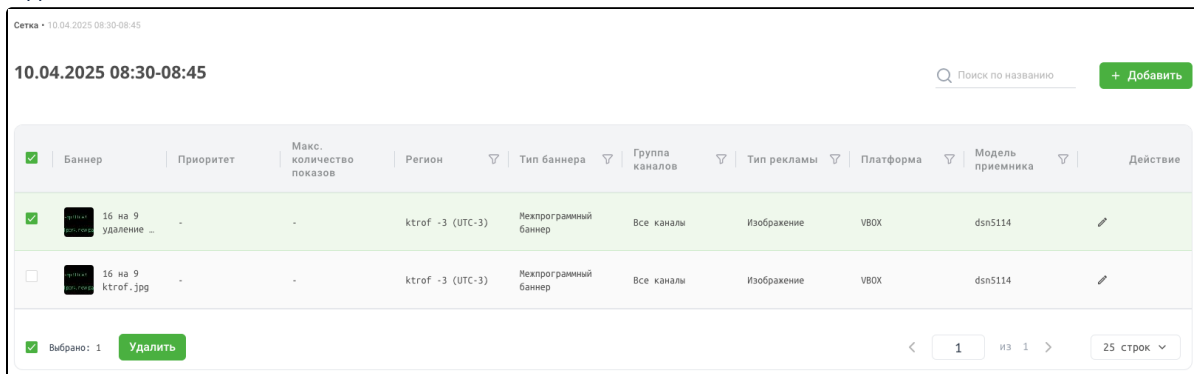 Сетка • 10.04.2025 08:30-08:45
10.04.2025 08:30-08:45
Поиск по названию
+ Добавить
Баннер
Приоритет
Макс.
количество
показов
Регион
Тип баннера
Группа
каналов
Тип рекламы
Платформа
Модель
приемника
Действие
16 на 9
удаление …
-
-
ktrof -3 (UTC-3)
Межпрограммный
баннер
Все каналы
Изображение
VBOX
dsn5114
16 на 9
ktrof.jpg
-
-
ktrof -3 (UTC-3)
Межпрограммный
баннер
Все каналы
Изображение
VBOX
dsn5114
Выбрано: 1
Удалить
1
из 1
25 строк